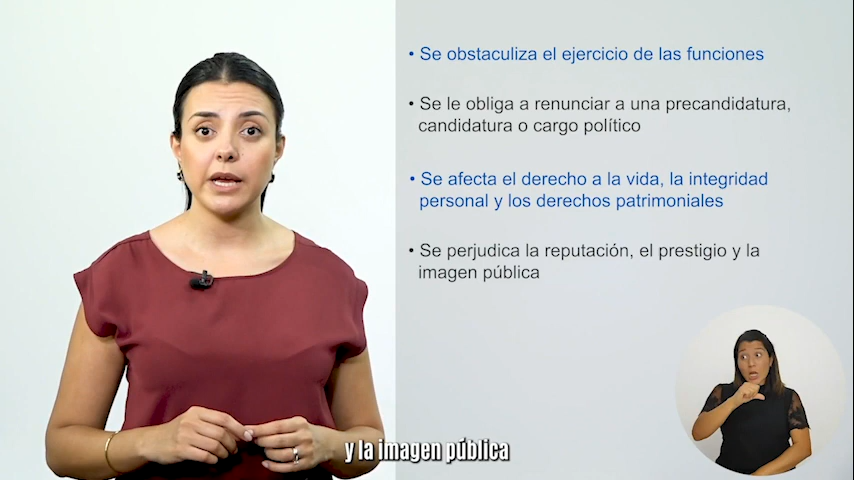 • Se obstaculiza el ejercicio de las funciones
• Se le obliga a renunciar a una precandidatura,
candidatura o cargo político
• Se afecta el derecho a la vida, la integridad
personal y los derechos patrimoniales
• Se perjudica la reputación, el prestigio y la
imagen pública
y la imagen pública